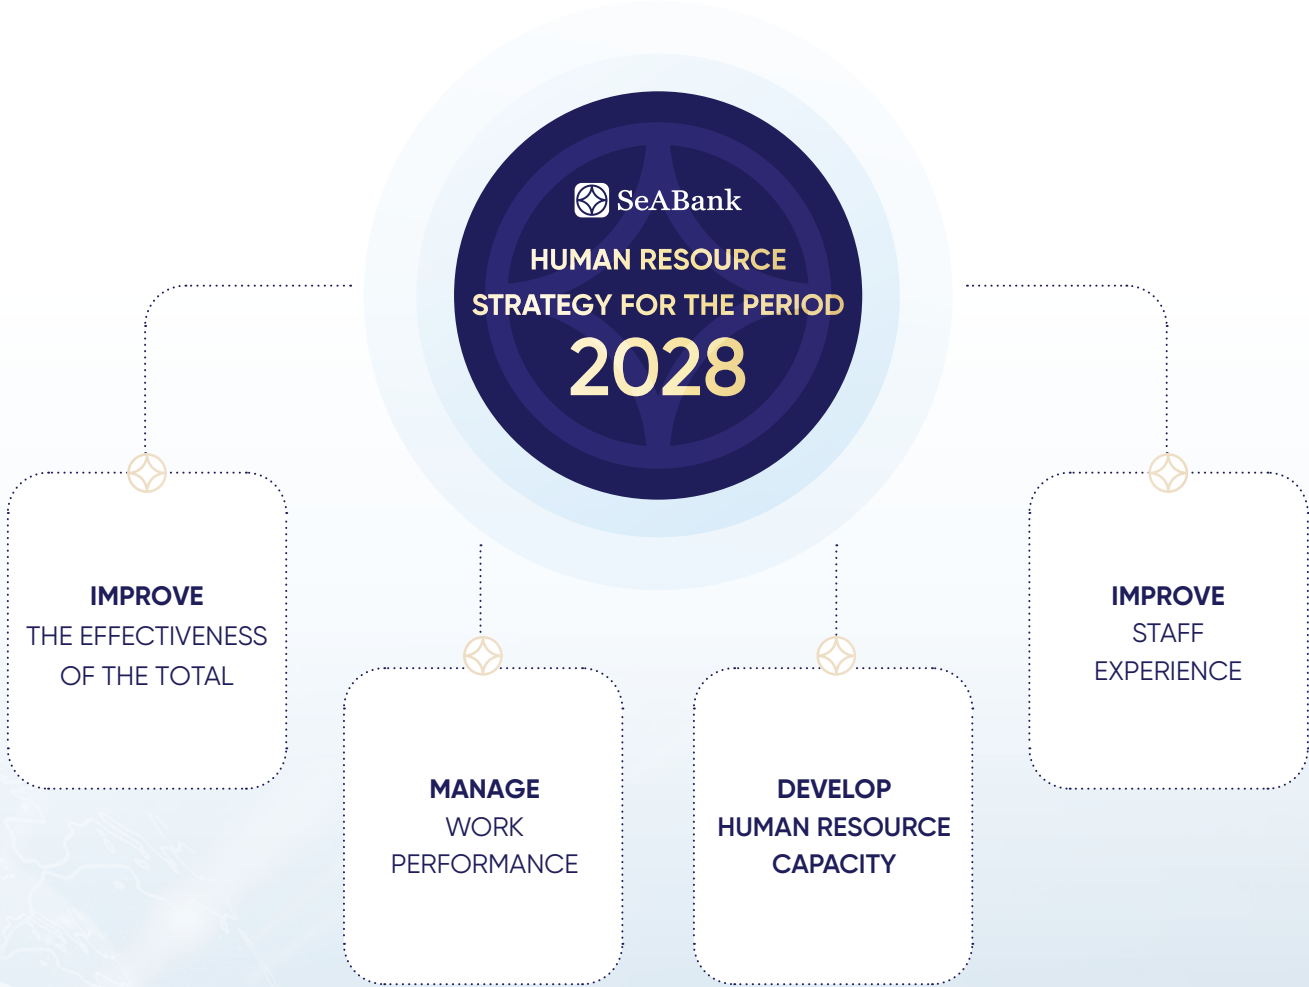 SeABank
HUMAN RESOURCE
STRATEGY FOR THE PERIOD
2028
IMPROVE
THE EFFECTIVENESS
OF THE TOTAL
MANAGE
WORK
PERFORMANCE
DEVELOP
HUMAN RESOURCE
CAPACITY
IMPROVE
STAFF
EXPERIENCE